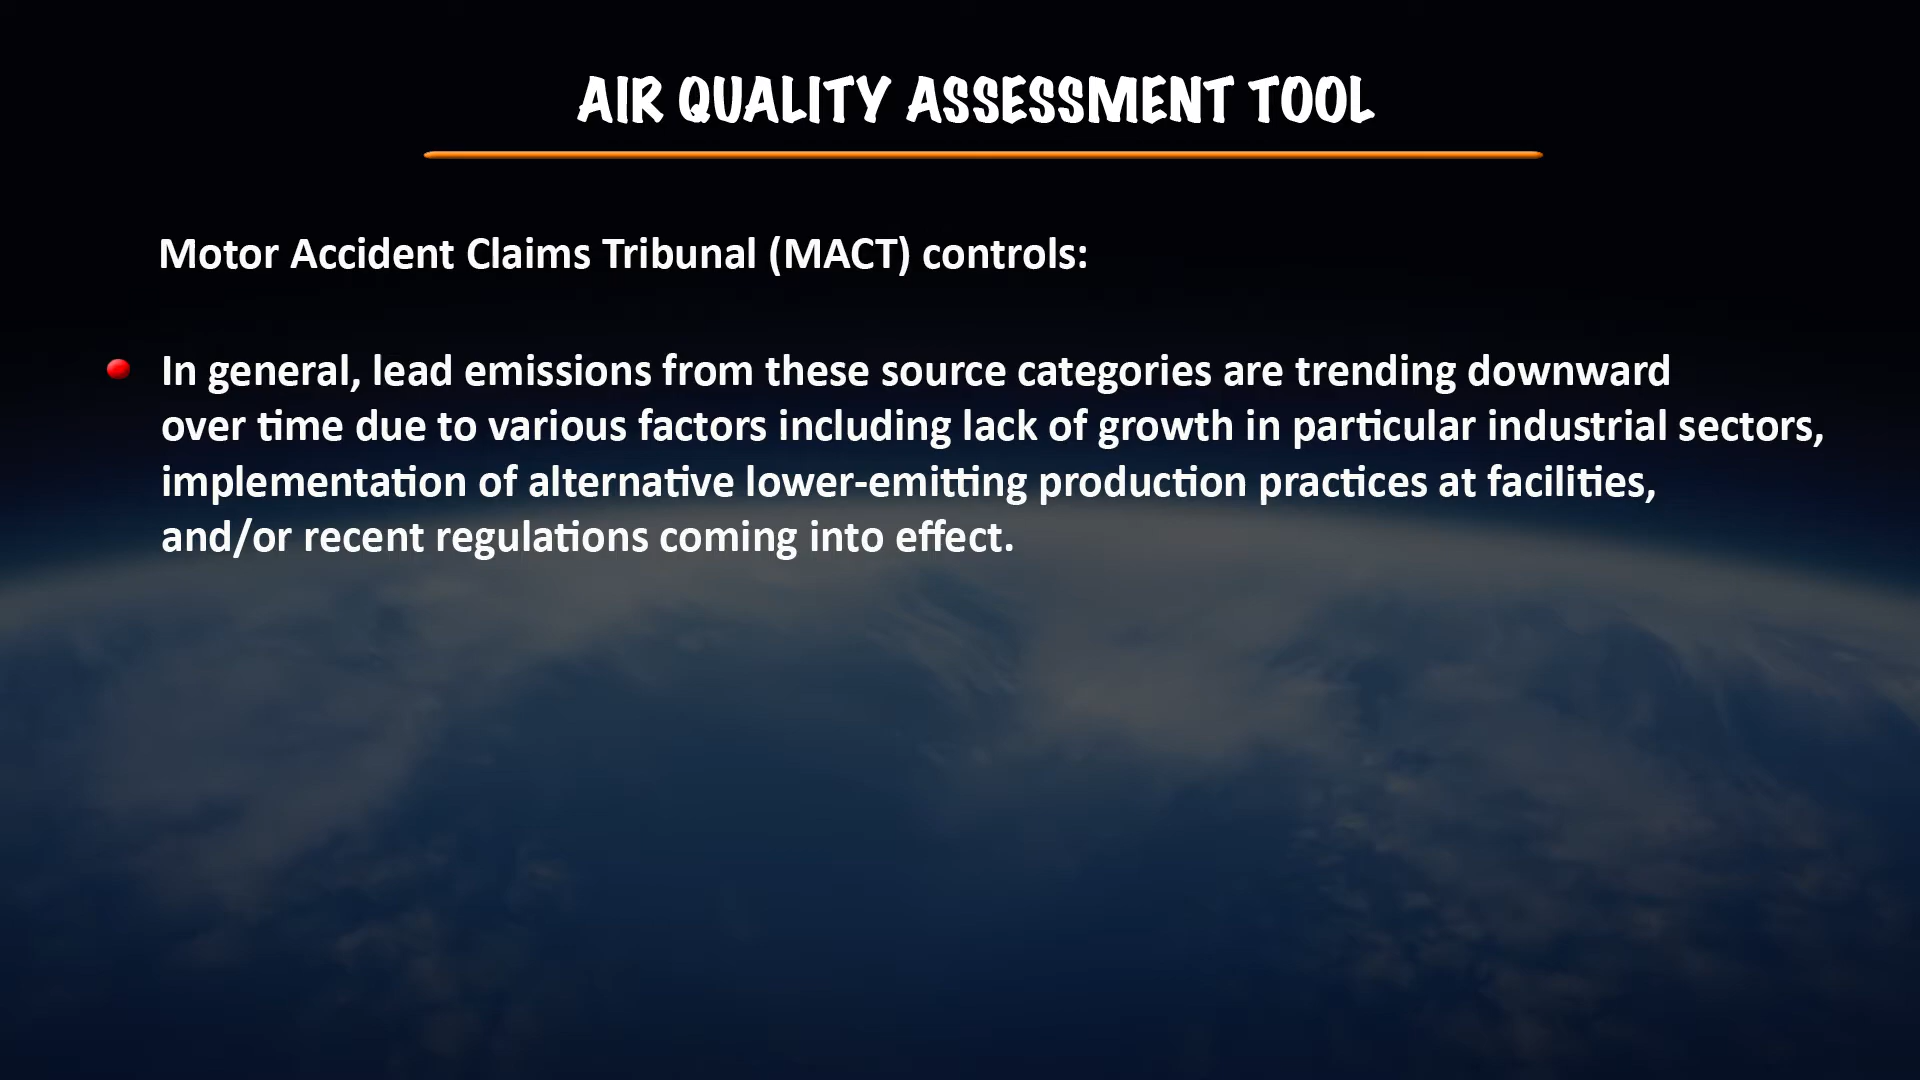 AIR QUALITY ASSESSMENT TOOL
Motor Accident Claims Tribunal (MACT) controls:
In general, lead emissions from these source categories are trending downward
over time due to various factors including lack of growth in particular industrial sectors,
implementation of alternative lower-emitting production practices at facilities,
and/or recent regulations coming into effect.